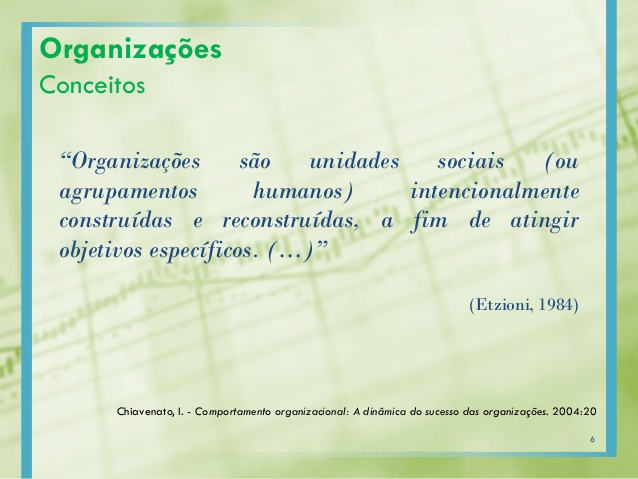 Organizações
Conceitos
“Organizações são unidades sociais (ou
agrupamentos humanos) intencionalmente
construídas e reconstruídas, a fim de atingir
objetivos específicos. (…)”
(Etzioni, 1984)
Chiavenato, I. - Comportamento organizacional: A dinâmica do sucesso das organizações. 2004:20
6